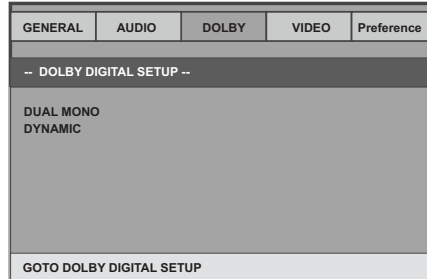 GENERAL AUDIO DOLBY VIDEO Preference
-- DOLBY DIGITAL SETUP --
DUAL MONO
DYNAMIC
GOTO DOLBY DIGITAL SETUP